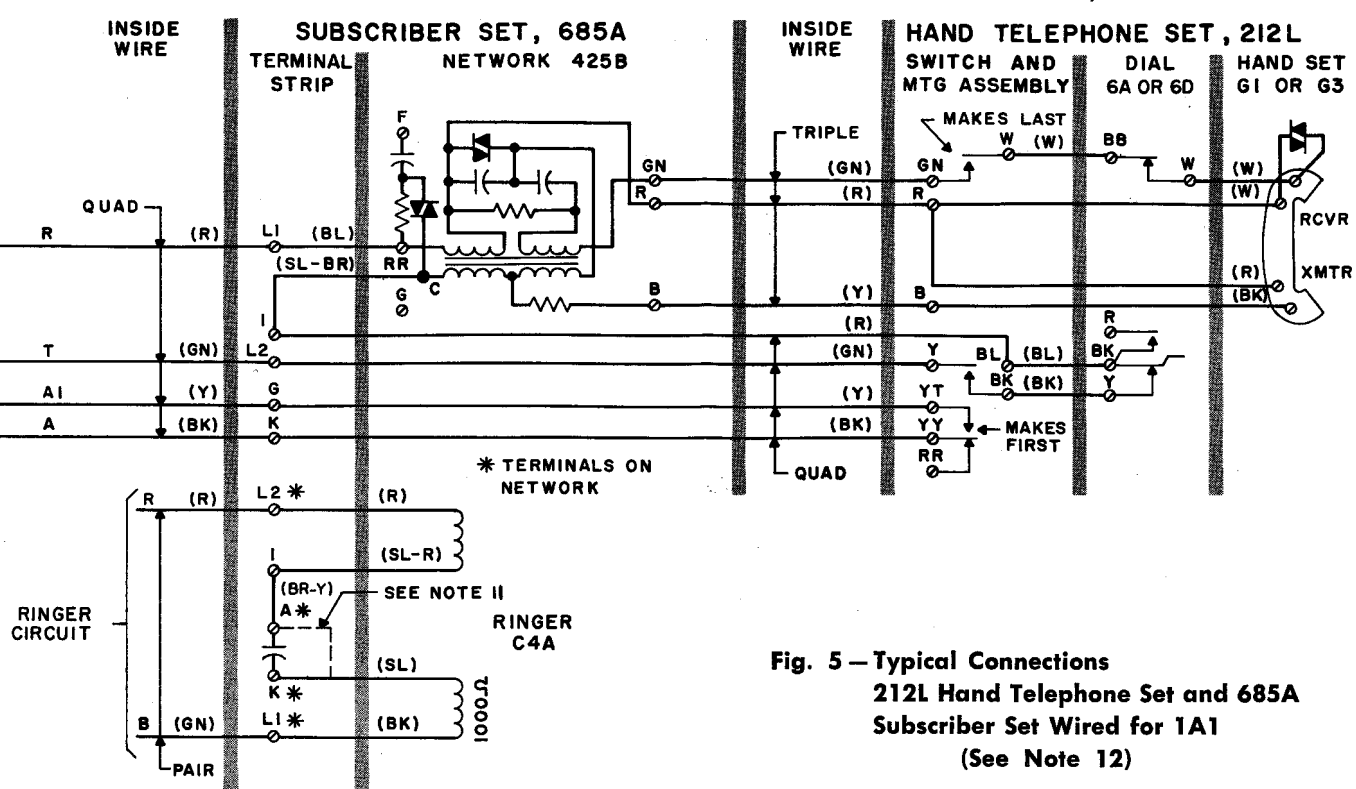 INSIDE WIRE
SUBSCRIBER SET, 685A
TERMINAL STRIP
NETWORK 425B
INSIDE WIRE
HAND TELEPHONE SET, 212L
SWITCH AND MTG ASSEMBLY
DIAL 6A OR 6D
HAND SET G1 OR G3
F
TRIPLE
MAKES LAST
W (W) BB
GN (GN) GN W (W)
R (R) R (W)
RCVR
QUAD
R (R) L1 (BL)
(SL-BR) RR
C
G
XMTR
(R)
B (Y) B (BK)
I (R) R
T (GN) L2 (GN) Y BL (BL) BK
BK (BK) Y
A1 (Y) G (Y) YT
A (BK) K (BK) YY
MAKES FIRST
RR
QUAD
* TERMINALS ON NETWORK
R (R) L2 * (R)
I (SL-R)
(BR-Y)
A *
SEE NOTE 11
RINGER CIRCUIT
RINGER C4A
(SL)
K *
1000Ω
B (GN) L1 * (BK)
PAIR
Fig. 5 — Typical Connections
212L Hand Telephone Set and 685A
Subscriber Set Wired for 1A1
(See Note 12)